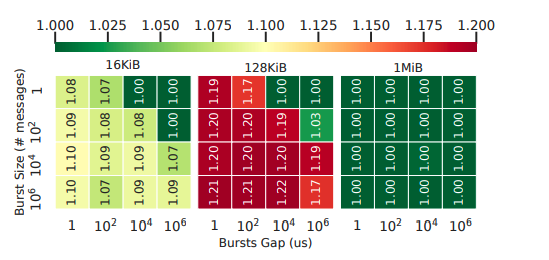 1.000 1.025 1.050 1.075 1.100 1.125 1.150 1.175 1.200
16KiB 128KiB 1MiB
Burst Size (# messages)
1 1.08 1.07 1.00 1.00 1.19 1.17 1.00 1.00 1.00 1.00 1.00 1.00
10² 1.09 1.08 1.08 1.00 1.20 1.20 1.19 1.03 1.00 1.00 1.00 1.00
10⁴ 1.10 1.09 1.09 1.07 1.20 1.20 1.20 1.19 1.00 1.00 1.00 1.00
10⁶ 1.10 1.07 1.09 1.09 1.21 1.21 1.22 1.17 1.00 1.00 1.00 1.00
1 10² 10⁴ 10⁶ 1 10² 10⁴ 10⁶ 1 10² 10⁴ 10⁶
Bursts Gap (us)